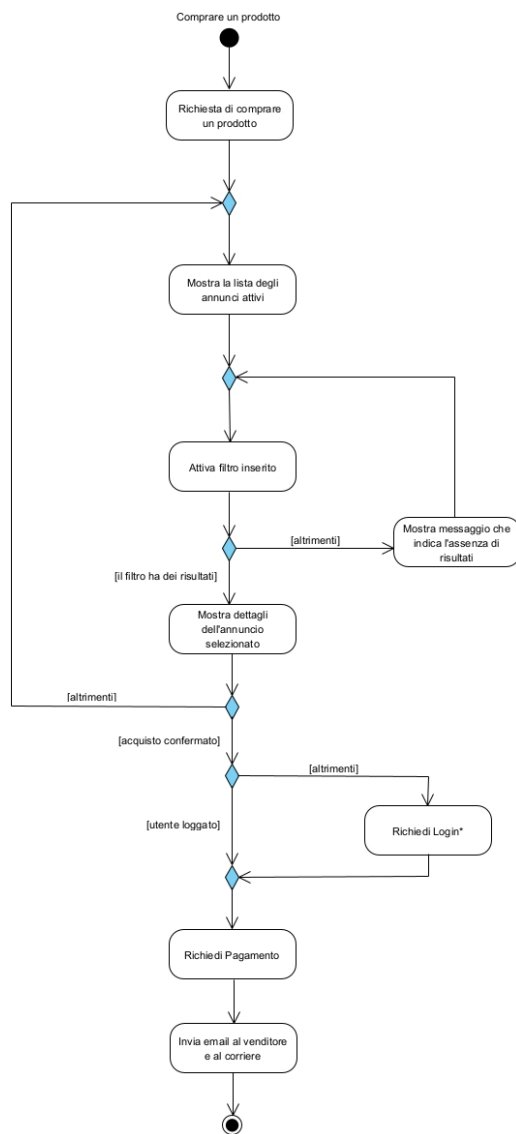 Comprare un prodotto
Richiesta di comprare
un prodotto
Mostra la lista degli
annunci attivi
Attiva filtro inserito
[altrimenti]
Mostra messaggio che
indica l'assenza di
risultati
[il filtro ha dei risultati]
Mostra dettagli
dell'annuncio
selezionato
[altrimenti]
[acquisto confermato]
[altrimenti]
[utente loggato]
Richiedi Login*
Richiedi Pagamento
Invia email al venditore
e al corriere